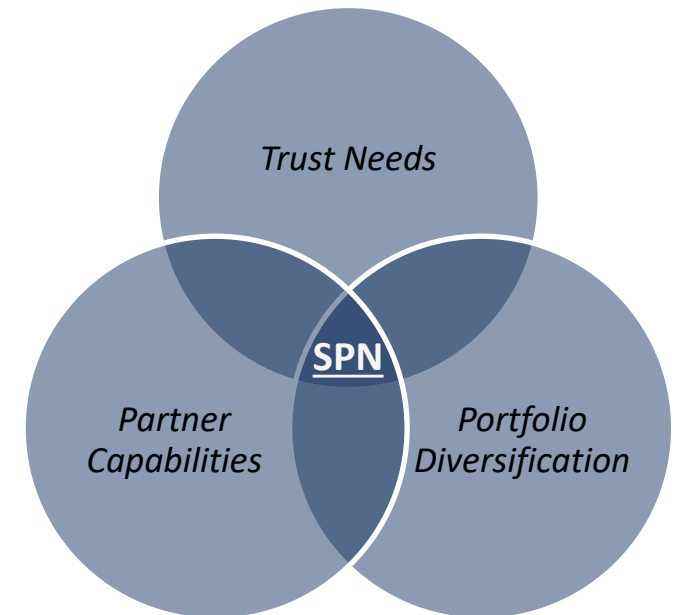 Trust Needs
SPN
Partner
Capabilities
Portfolio
Diversification